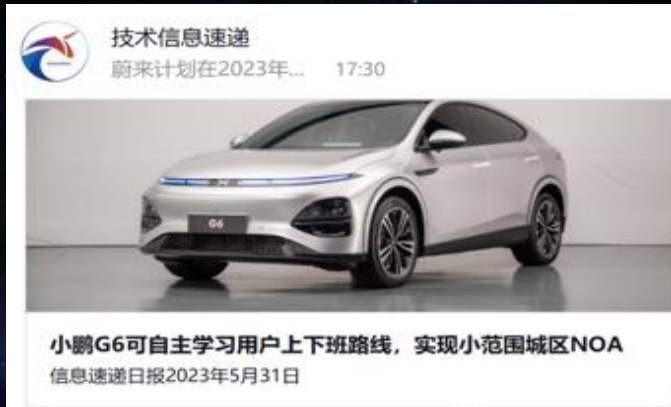 技术信息速递
蔚来计划在2023年... 17:30
G6
小鹏G6可自主学习用户上下班路线，实现小范围城区NOA
信息速递日报2023年5月31日